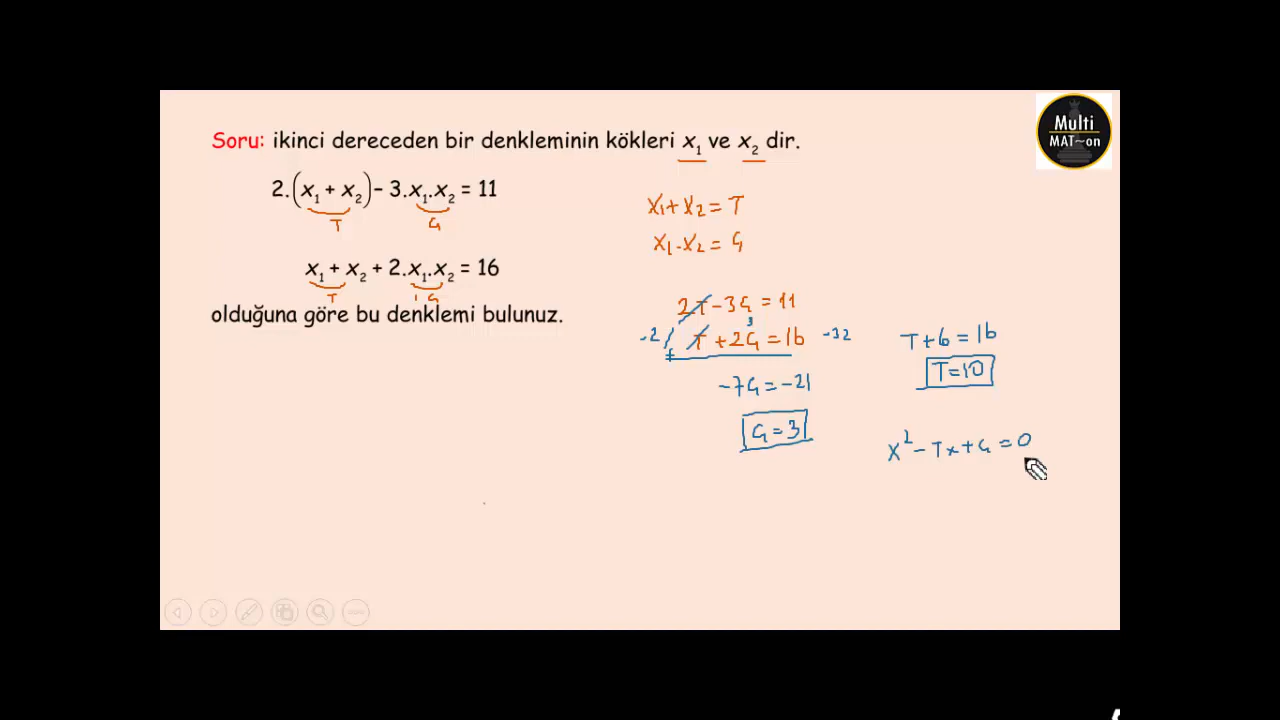 Multi
MAT~on
Soru: ikinci dereceden bir denkleminin kökleri x₁ ve x₂ dir.
2.(x₁ + x₂) – 3.x₁.x₂ = 11
T Ç
x₁ + x₂ + 2.x₁.x₂ = 16
T Ç
olduğuna göre bu denklemi bulunuz.
x₁+x₂ = T
x₁.x₂ = Ç
2T-3Ç = 11
-2/ T +2Ç = 16 -32
3
+
-7Ç = -21
Ç = 3
T+6 = 16
T=10
x²-Tx+Ç = 0